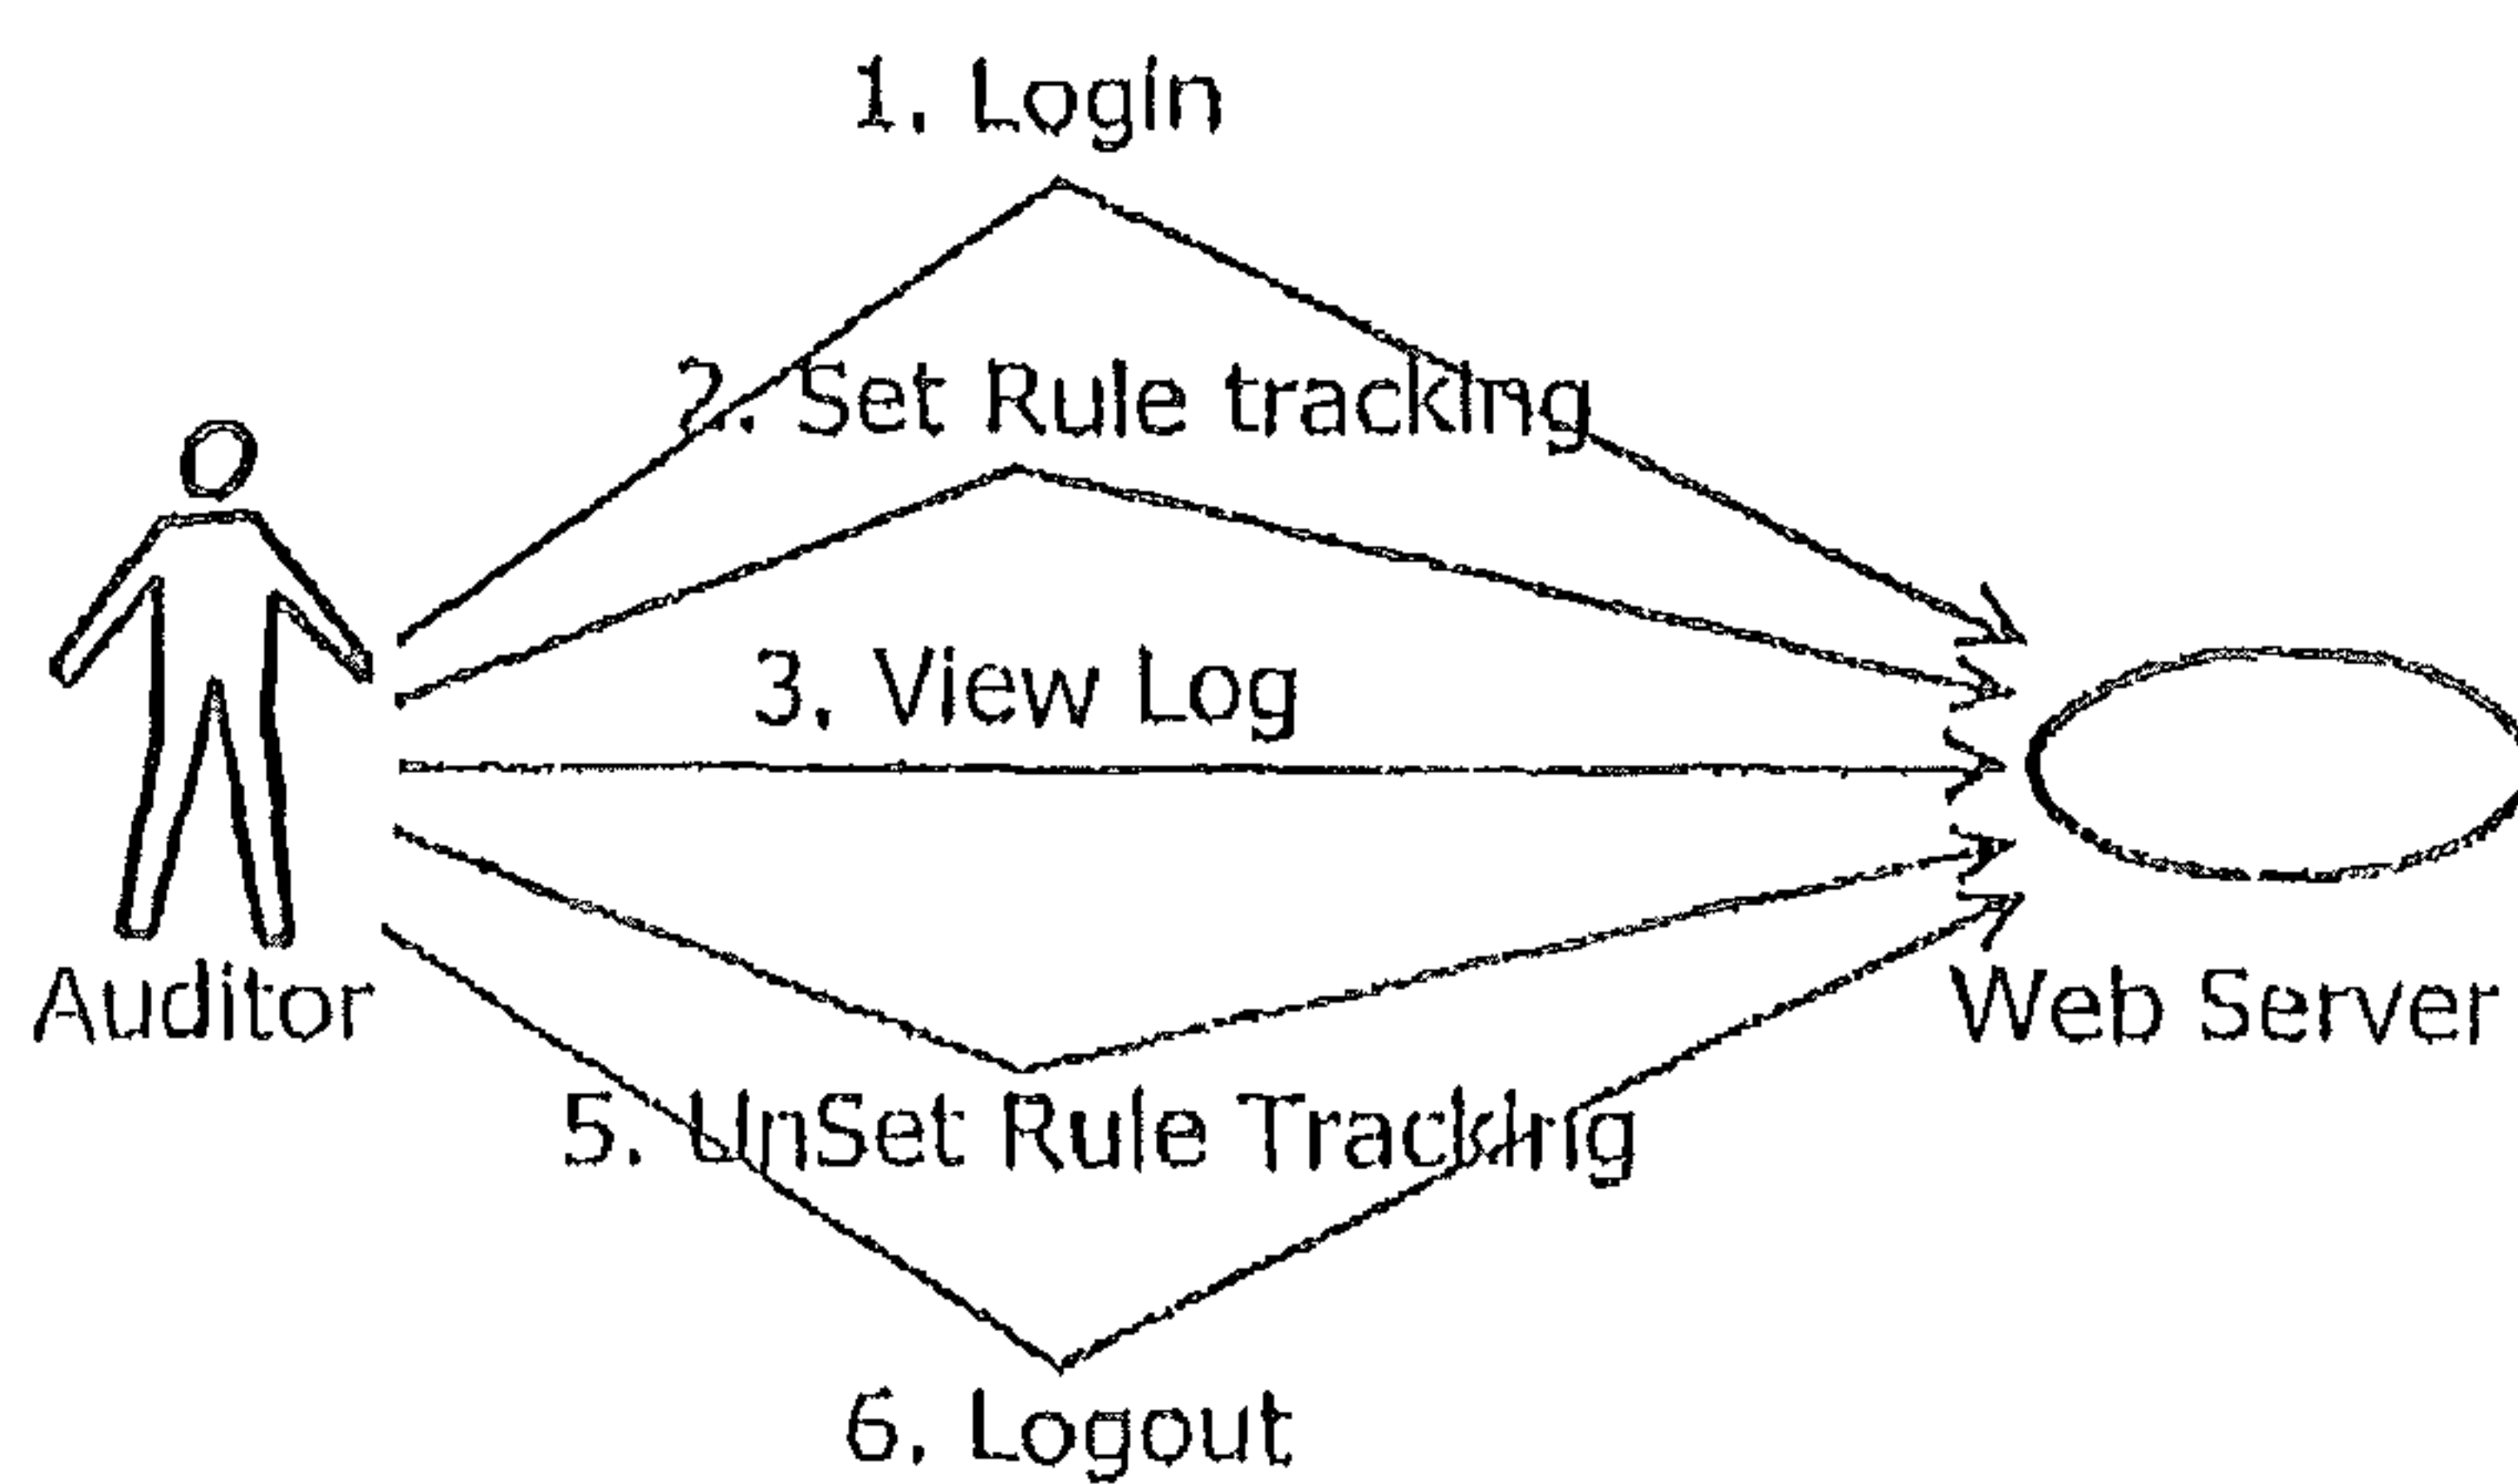 1. Login
2. Set Rule tracking
3. View Log
Auditor
Web Server
5. UnSet Rule Tracking
6. Logout